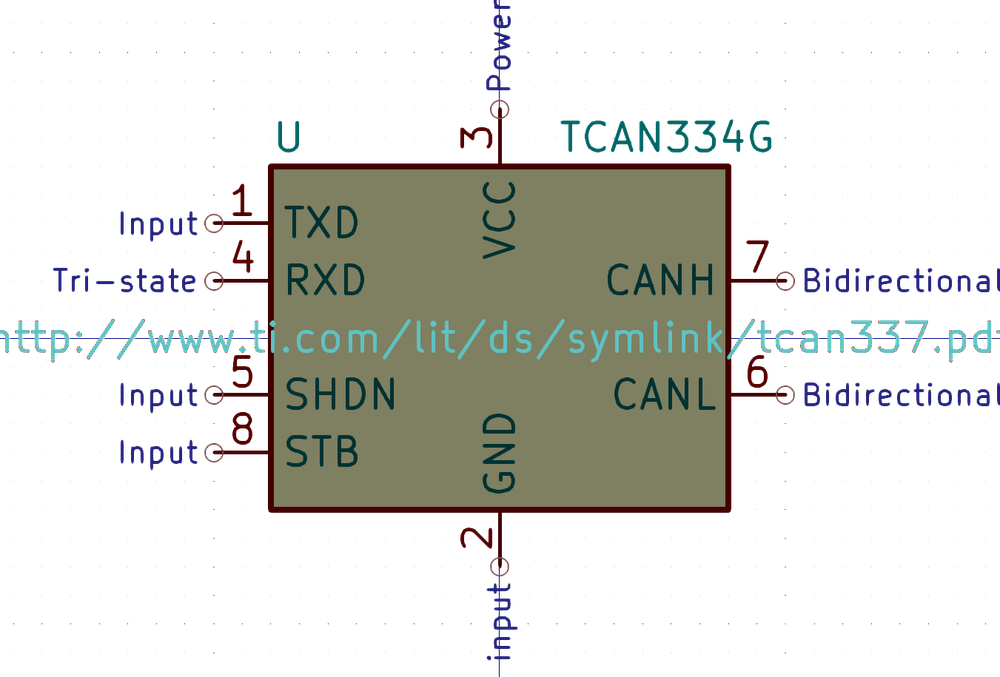 Power
3
U
TCAN334G
1
Input
TXD
VCC
4
7
Tri-state
RXD
CANH
Bidirectional
http://www.ti.com/lit/ds/symlink/tcan337.pdf
5
6
Input
SHDN
CANL
Bidirectional
8
Input
STB
GND
2
input